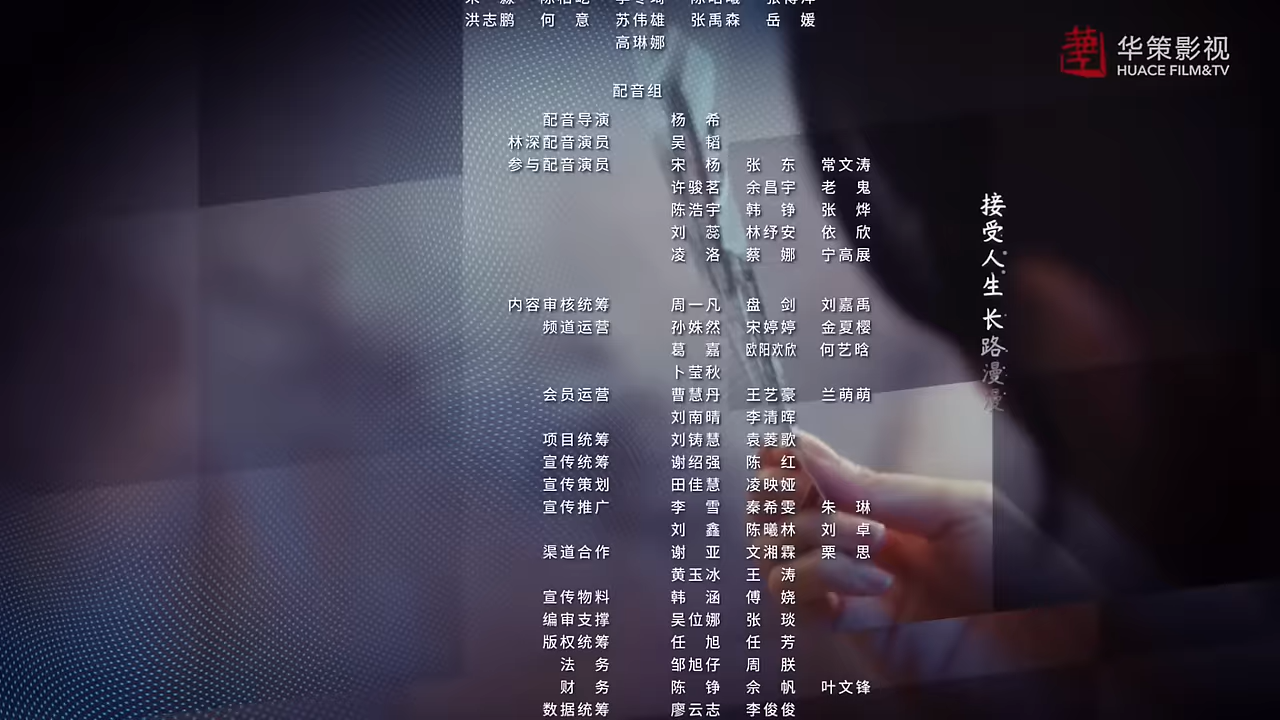 洪志鹏 何意 苏伟雄 张禹森 岳媛
高琳娜
配音组
配音导演 杨希
林深配音演员 吴韬
参与配音演员 宋杨 张东 常文涛
许骏茗 余昌宇 老鬼
陈浩宇 韩铮 张烨
刘蕊 林纾安 依欣
凌洛 蔡娜 宁高展
内容审核统筹 周一凡 盘剑 刘嘉禹
频道运营 孙姝然 宋婷婷 金夏樱
葛嘉 欧阳欢欣 何艺晗
卜莹秋
会员运营 曹慧丹 王艺豪 兰萌萌
刘南晴 李清晖
项目统筹 刘铸慧 袁菱歌
宣传统筹 谢绍强 陈红
宣传策划 田佳慧 凌映娅
宣传推广 李雪 秦希雯 朱琳
刘鑫 陈曦林 刘卓
渠道合作 谢亚 文湘霖 栗思
黄玉冰 王涛
宣传物料 韩涵 傅娆
编审支撑 吴位娜 张琰
版权统筹 任旭 任芳
法务 邹旭仔 周朕
财务 陈铮 佘帆 叶文锋
数据统筹 廖云志 李俊俊
华策影视
HUACE FILM&TV
接受人生 长路漫漫